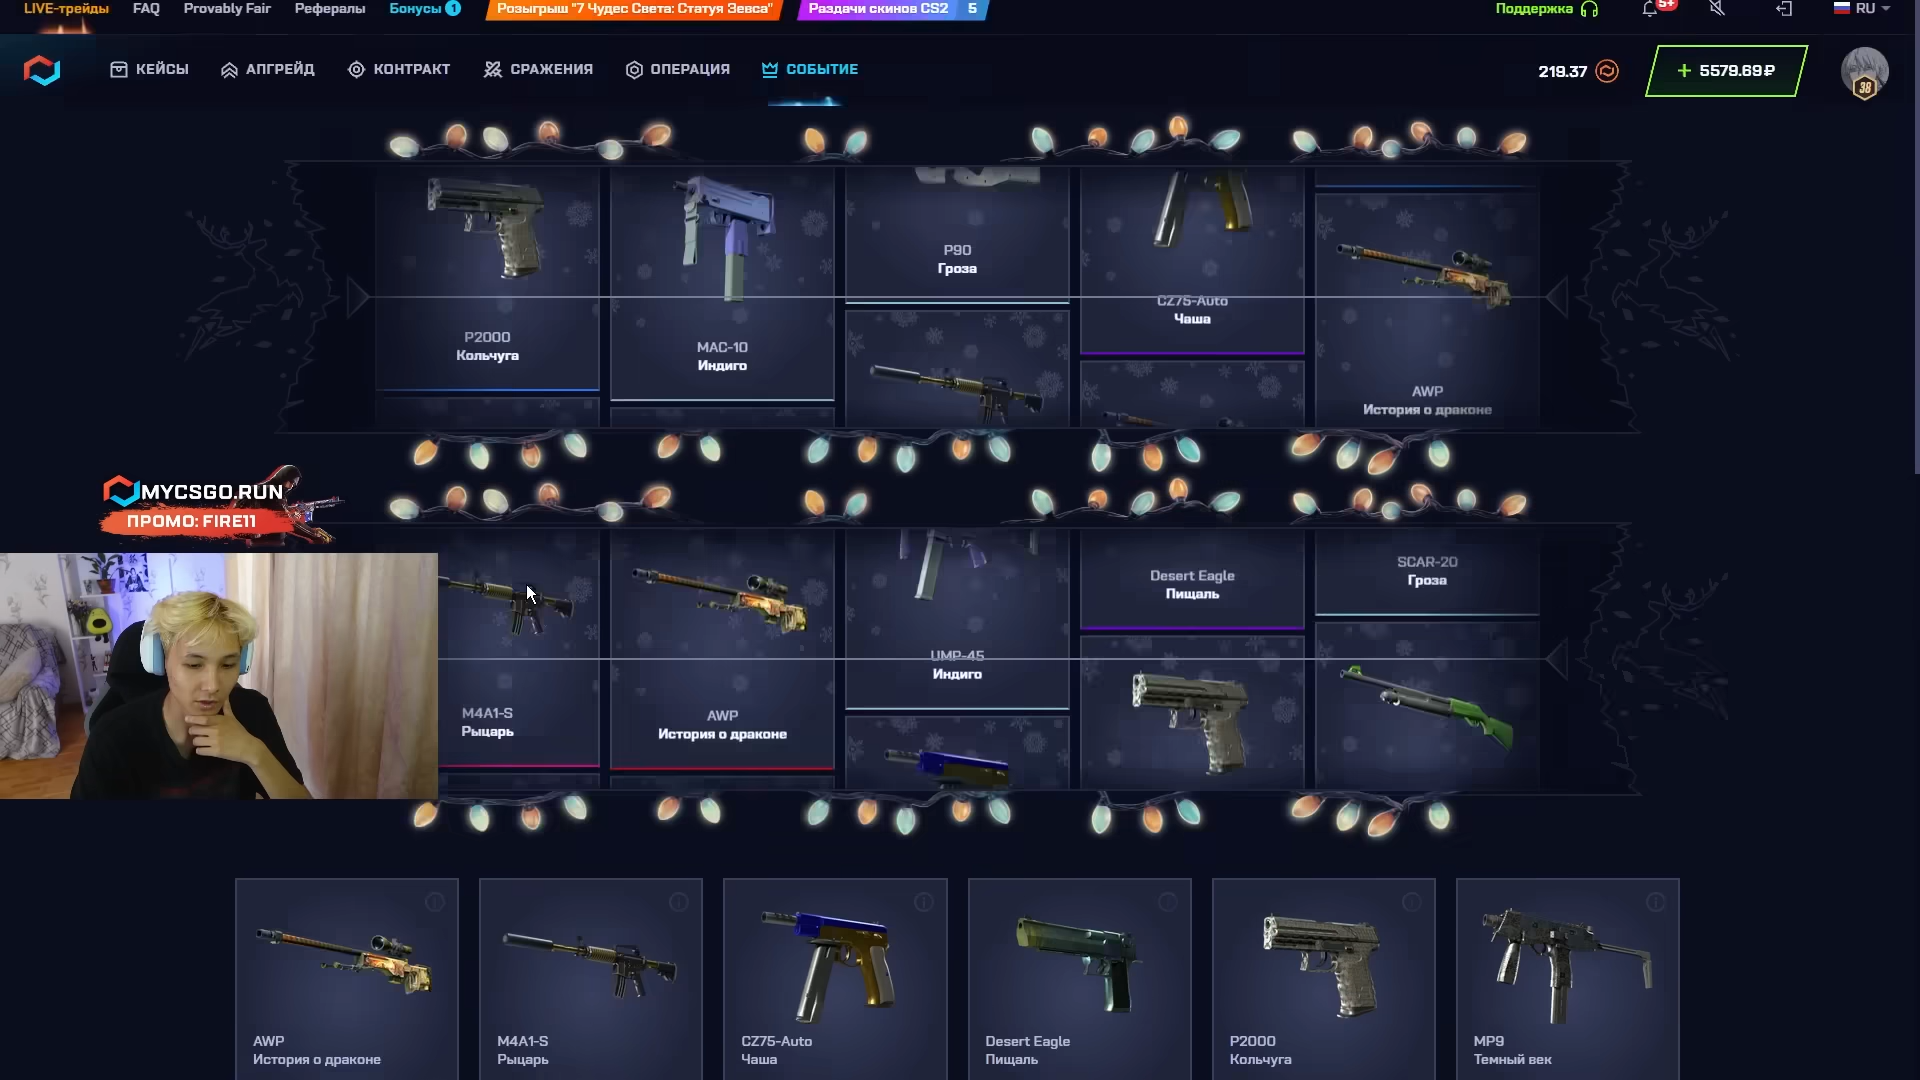 LIVE-трейды FAQ Provably Fair Рефералы Бонусы 1 Розыгрыш "7 Чудес Света: Статуя Зевса" Раздачи скинов CS2 5 Поддержка 5+ RU
КЕЙСЫ АПГРЕЙД КОНТРАКТ СРАЖЕНИЯ ОПЕРАЦИЯ СОБЫТИЕ 219.37 + 5579.69₽
38
P2000
Кольчуга
MAC-10
Индиго
P90
Гроза
CZ75-Auto
Чаша
AWP
История о драконе
MYCSGO.RUN
ПРОМО: FIRE11
M4A1-S
Рыцарь
AWP
История о драконе
UMP-45
Индиго
Desert Eagle
Пищаль
SCAR-20
Гроза
AWP
История о драконе
M4A1-S
Рыцарь
CZ75-Auto
Чаша
Desert Eagle
Пищаль
P2000
Кольчуга
MP9
Темный век